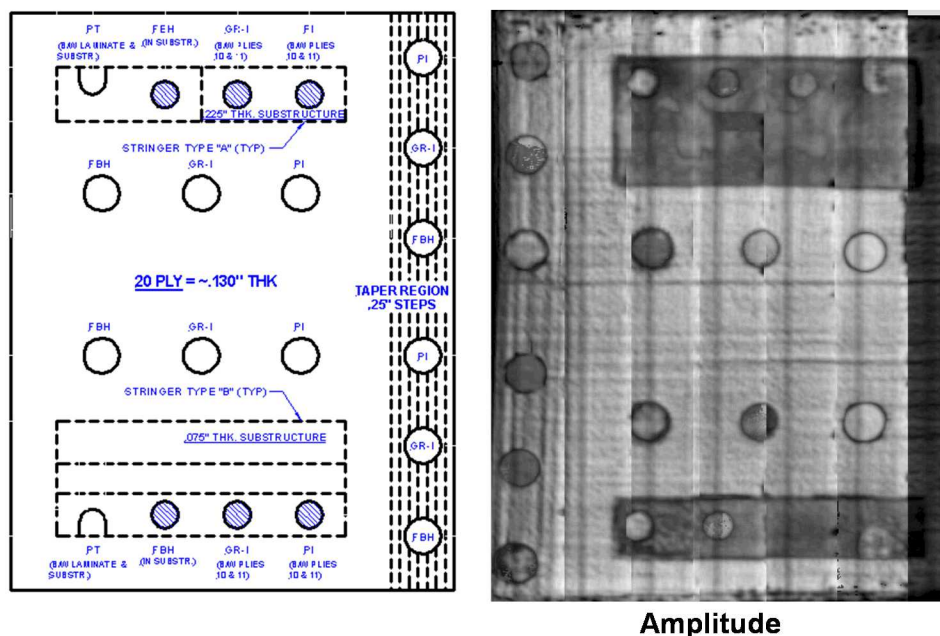 PT
(B/W LAMINATE &
SUBSTR.)
FEH
(IN SUBSTR.)
GR-I
(B/W PLIES
10 & 11)
PI
(B/W PLIES
10 & 11)
.225" THK. SUBSTRUCTURE
STRINGER TYPE "A" (TYP)
FBH
GR-I
PI
PI
GR-I
FBH
20 PLY = ~.130" THK
TAPER REGION
.25" STEPS
FBH
GR-I
PI
PI
GR-I
FBH
STRINGER TYPE "B" (TYP)
.075" THK. SUBSTRUCTURE
PT
(B/W LAMINATE &
SUBSTR.)
FBH
(IN SUBSTR.)
GR-I
(B/W PLIES
10 & 11)
PI
(B/W PLIES
10 & 11)
Amplitude